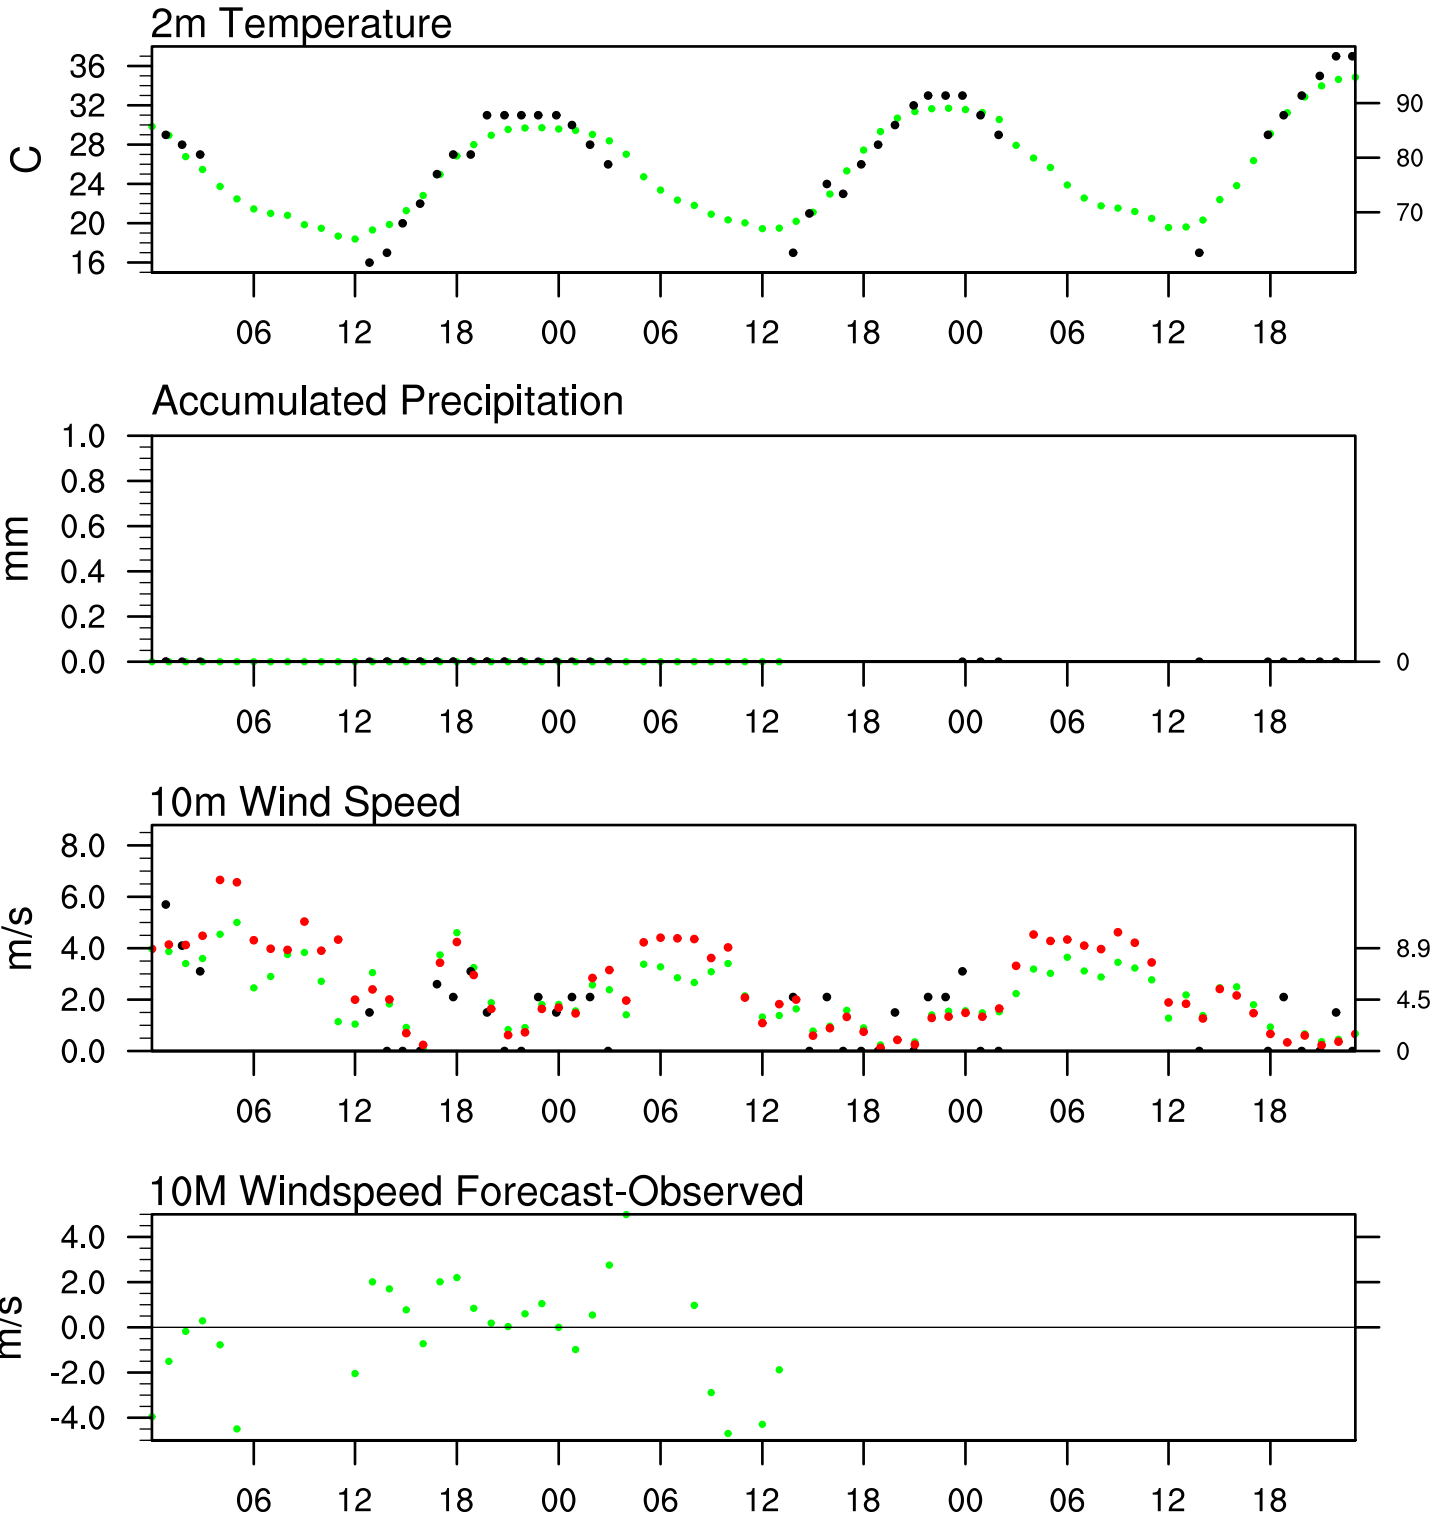 2m Temperature
36
32
28
24
20
16
C
90
80
70
06 12 18 00 06 12 18 00 06 12 18
Accumulated Precipitation
1.0
0.8
0.6
0.4
0.2
0.0
mm
0
06 12 18 00 06 12 18 00 06 12 18
10m Wind Speed
8.0
6.0
4.0
2.0
0.0
m/s
8.9
4.5
0
06 12 18 00 06 12 18 00 06 12 18
10M Windspeed Forecast-Observed
4.0
2.0
0.0
-2.0
-4.0
m/s
06 12 18 00 06 12 18 00 06 12 18